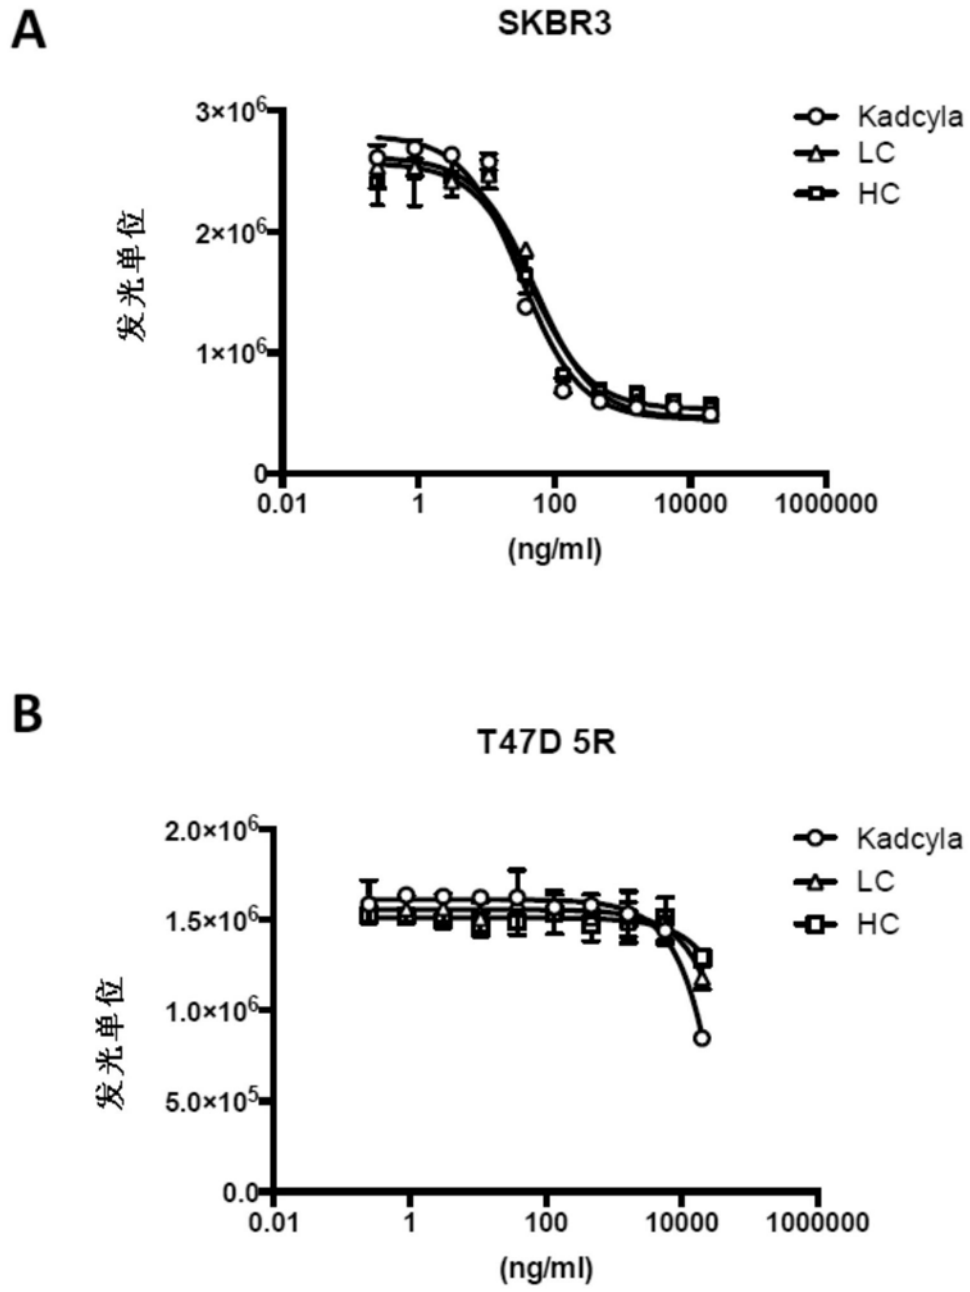 A
SKBR3
3×10⁶
2×10⁶
1×10⁶
0
发光单位
0.01 1 100 10000 1000000
(ng/ml)
Kadcyla
LC
HC
B
T47D 5R
2.0×10⁶
1.5×10⁶
1.0×10⁶
5.0×10⁵
0.0
发光单位
0.01 1 100 10000 1000000
(ng/ml)
Kadcyla
LC
HC